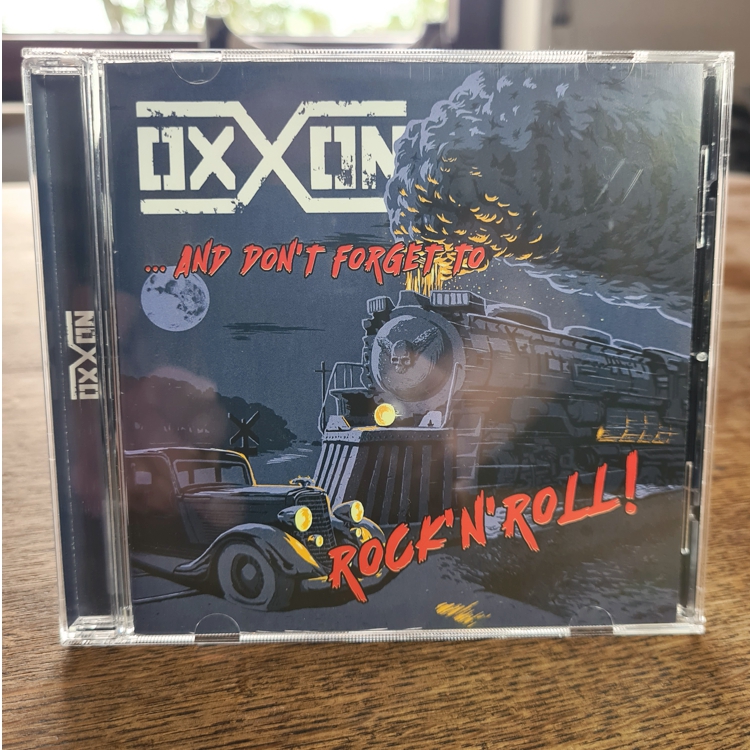 OXXON
... AND DON'T FORGET TO
ROCK'N'ROLL!
OXXON